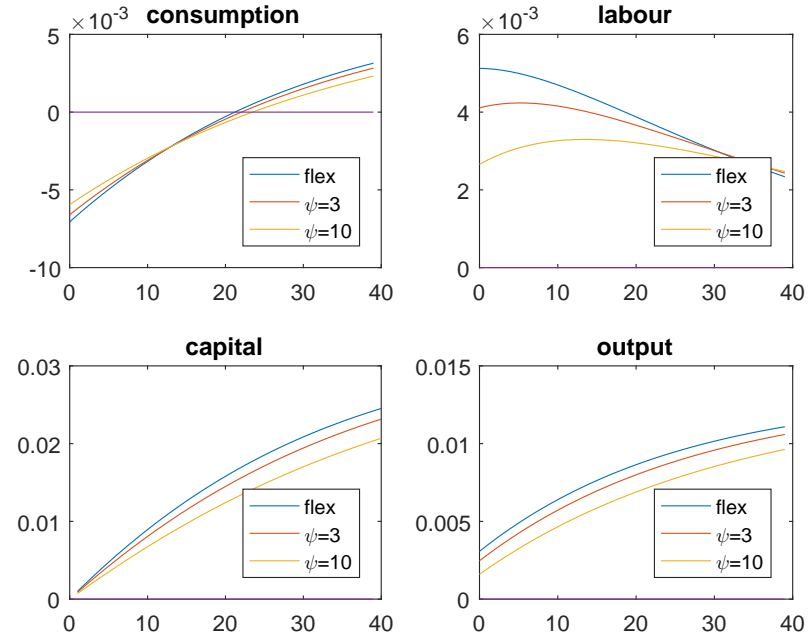 consumption
×10⁻³
5
0
-5
-10
0 10 20 30 40
flex
ψ=3
ψ=10
labour
×10⁻³
6
4
2
0
0 10 20 30 40
flex
ψ=3
ψ=10
capital
0.03
0.02
0.01
0
0 10 20 30 40
flex
ψ=3
ψ=10
output
0.015
0.01
0.005
0
0 10 20 30 40
flex
ψ=3
ψ=10